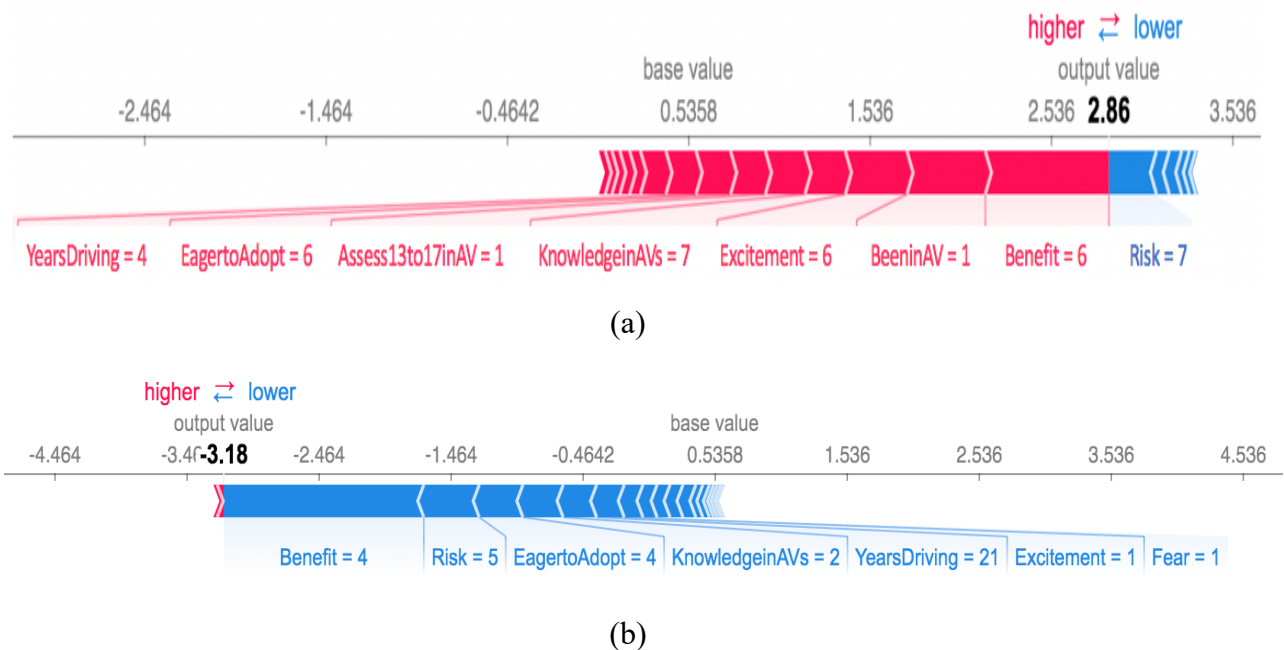 higher ⇄ lower
base value output value
-2.464 -1.464 -0.4642 0.5358 1.536 2.536 2.86 3.536
YearsDriving = 4 EagertoAdopt = 6 Assess13to17inAV = 1 KnowledgeinAVs = 7 Excitement = 6 BeeninAV = 1 Benefit = 6 Risk = 7
(a)
higher ⇄ lower
output value base value
-4.464 -3.18 -2.464 -1.464 -0.4642 0.5358 1.536 2.536 3.536 4.536
Benefit = 4 Risk = 5 EagertoAdopt = 4 KnowledgeinAVs = 2 YearsDriving = 21 Excitement = 1 Fear = 1
(b)